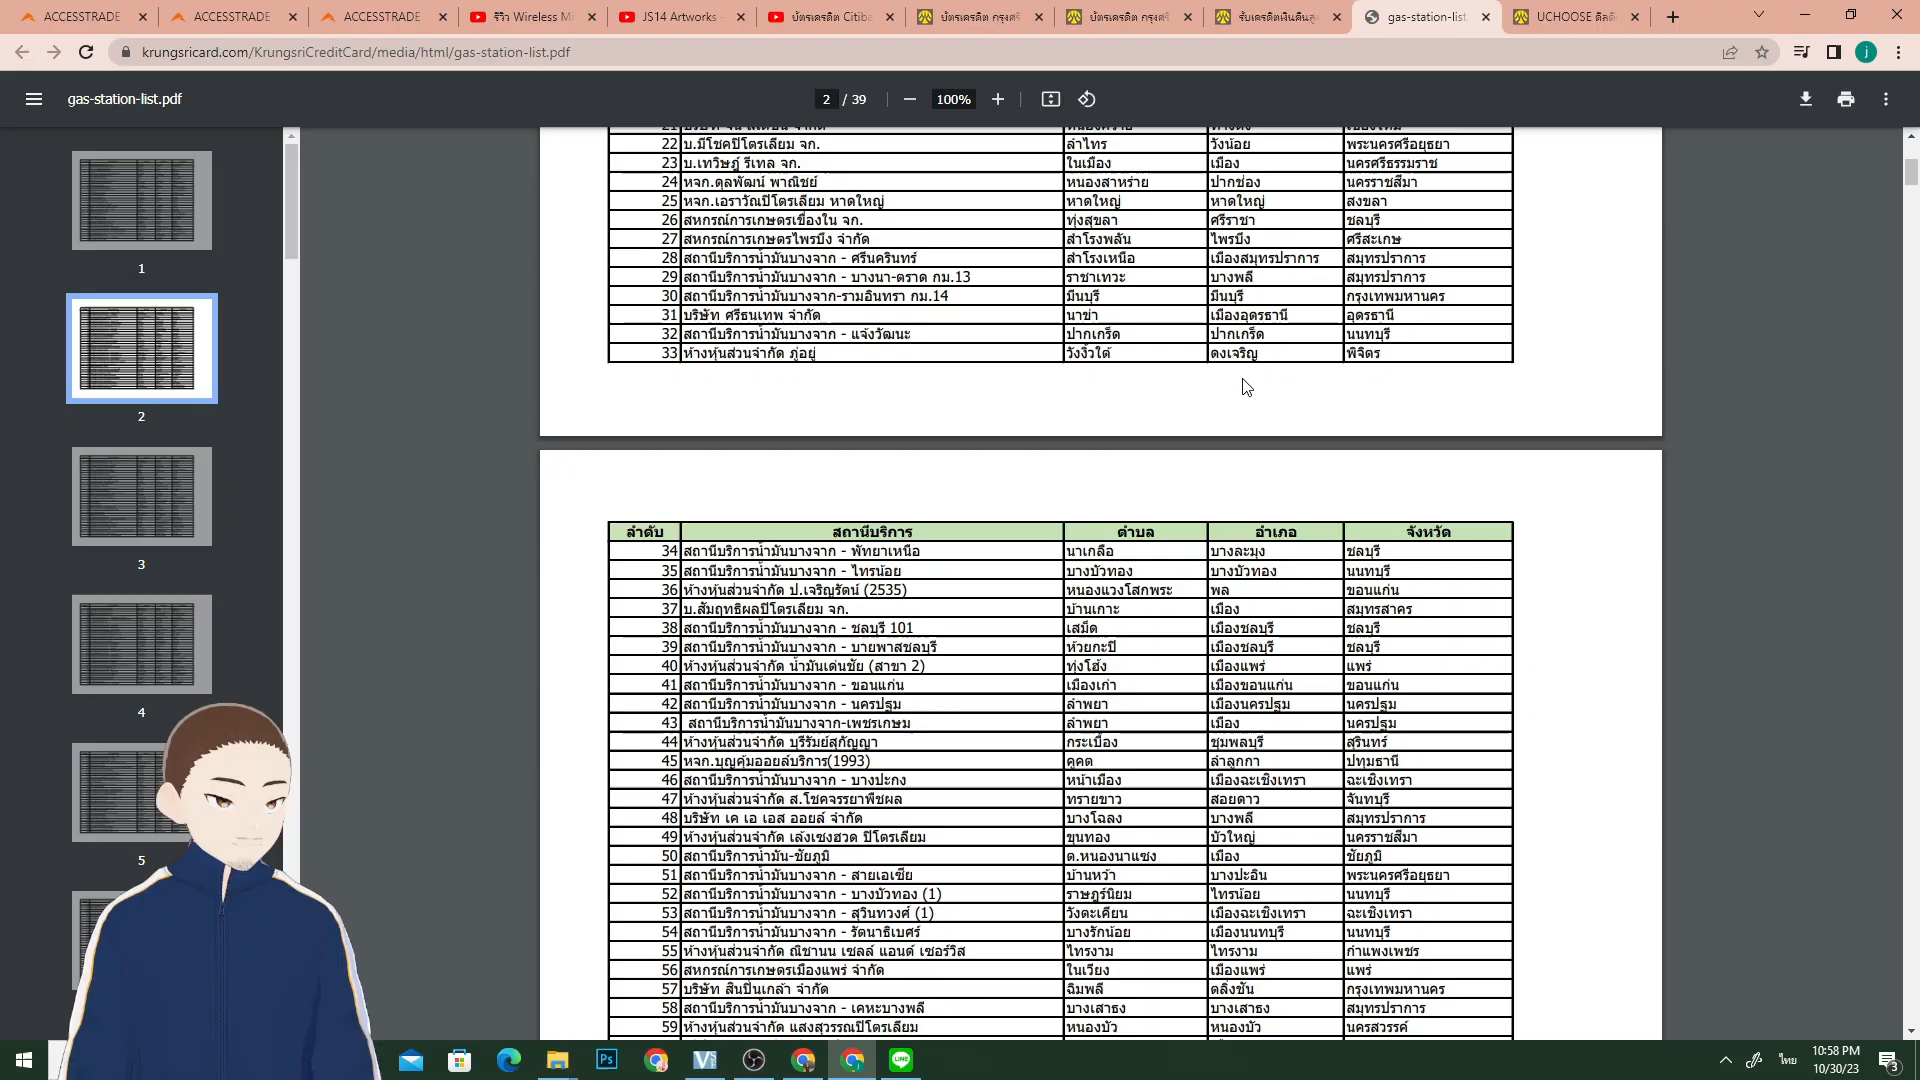 ACCESSTRADE
ACCESSTRADE
ACCESSTRADE
รีวิว Wireless Mi
JS14 Artworks -
บัตรเครดิต Citiba
บัตรเครดิต กรุงศรี
บัตรเครดิต กรุงศรี
รับเครดิตเงินคืนสูง
gas-station-list
UCHOOSE ดิลดี
krungsricard.com/KrungsriCreditCard/media/html/gas-station-list.pdf
j
gas-station-list.pdf
2 / 39
100%
22 บ.มีโชคปิโตรเลียม จก. ลำไทร วังน้อย พระนครศรีอยุธยา
23 บ.เทวิษฎ์ รีเทล จก. ในเมือง เมือง นครศรีธรรมราช
24 หจก.ดุลพัฒน์ พาณิชย์ หนองสาหร่าย ปากช่อง นครราชสีมา
25 หจก.เอราวัณปิโตรเลียม หาดใหญ่ หาดใหญ่ หาดใหญ่ สงขลา
26 สหกรณ์การเกษตรเขื่องใน จก. ทุ่งสุขลา ศรีราชา ชลบุรี
27 สหกรณ์การเกษตรไพรบึง จำกัด สำโรงพลัน ไพรบึง ศรีสะเกษ
28 สถานีบริการน้ำมันบางจาก - ศรีนครินทร์ สำโรงเหนือ เมืองสมุทรปราการ สมุทรปราการ
29 สถานีบริการน้ำมันบางจาก - บางนา-ตราด กม.13 ราชาเทวะ บางพลี สมุทรปราการ
30 สถานีบริการน้ำมันบางจาก-รามอินทรา กม.14 มีนบุรี มีนบุรี กรุงเทพมหานคร
31 บริษัท ศรีธนเทพ จำกัด นาข่า เมืองอุดรธานี อุดรธานี
32 สถานีบริการน้ำมันบางจาก - แจ้งวัฒนะ ปากเกร็ด ปากเกร็ด นนทบุรี
33 ห้างหุ้นส่วนจำกัด ภู่อยู่ วังงิ้วใต้ ดงเจริญ พิจิตร
ลำดับ สถานีบริการ ตำบล อำเภอ จังหวัด
34 สถานีบริการน้ำมันบางจาก - พัทยาเหนือ นาเกลือ บางละมุง ชลบุรี
35 สถานีบริการน้ำมันบางจาก - ไทรน้อย บางบัวทอง บางบัวทอง นนทบุรี
36 ห้างหุ้นส่วนจำกัด ป.เจริญรัตน์ (2535) หนองแวงโสกพระ พล ขอนแก่น
37 บ.สัมฤทธิผลปิโตรเลียม จก. บ้านเกาะ เมือง สมุทรสาคร
38 สถานีบริการน้ำมันบางจาก - ชลบุรี 101 เสม็ด เมืองชลบุรี ชลบุรี
39 สถานีบริการน้ำมันบางจาก - บายพาสชลบุรี ห้วยกะปิ เมืองชลบุรี ชลบุรี
40 ห้างหุ้นส่วนจำกัด น้ำมันเด่นชัย (สาขา 2) ทุ่งโฮ้ง เมืองแพร่ แพร่
41 สถานีบริการน้ำมันบางจาก - ขอนแก่น เมืองเก่า เมืองขอนแก่น ขอนแก่น
42 สถานีบริการน้ำมันบางจาก - นครปฐม ลำพยา เมืองนครปฐม นครปฐม
43 สถานีบริการน้ำมันบางจาก-เพชรเกษม ลำพยา เมือง นครปฐม
44 ห้างหุ้นส่วนจำกัด บุรีรัมย์สุกัญญา กระเบื้อง ชุมพลบุรี สุรินทร์
45 หจก.บุญคุ้มออยล์บริการ(1993) คูคต ลำลูกกา ปทุมธานี
46 สถานีบริการน้ำมันบางจาก - บางปะกง หน้าเมือง เมืองฉะเชิงเทรา ฉะเชิงเทรา
47 ห้างหุ้นส่วนจำกัด ส.โชคจรรยาพืชผล ทรายขาว สอยดาว จันทบุรี
48 บริษัท เค เอ เอส ออยล์ จำกัด บางโฉลง บางพลี สมุทรปราการ
49 ห้างหุ้นส่วนจำกัด เล้งเซงฮวด ปิโตรเลียม ขุนทอง บัวใหญ่ นครราชสีมา
50 สถานีบริการน้ำมัน-ชัยภูมิ ต.หนองนาแซง เมือง ชัยภูมิ
51 สถานีบริการน้ำมันบางจาก - สายเอเซีย บ้านหว้า บางปะอิน พระนครศรีอยุธยา
52 สถานีบริการน้ำมันบางจาก - บางบัวทอง (1) ราษฎร์นิยม ไทรน้อย นนทบุรี
53 สถานีบริการน้ำมันบางจาก - สุวินทวงศ์ (1) วังตะเคียน เมืองฉะเชิงเทรา ฉะเชิงเทรา
54 สถานีบริการน้ำมันบางจาก - รัตนาธิเบศร์ บางรักน้อย เมืองนนทบุรี นนทบุรี
55 ห้างหุ้นส่วนจำกัด ณิชานน เซลล์ แอนด์ เซอร์วิส ไทรงาม ไทรงาม กำแพงเพชร
56 สหกรณ์การเกษตรเมืองแพร่ จำกัด ในเวียง เมืองแพร่ แพร่
57 บริษัท สินปิ่นเกล้า จำกัด ฉิมพลี ตลิ่งชัน กรุงเทพมหานคร
58 สถานีบริการน้ำมันบางจาก - เคหะบางพลี บางเสาธง บางเสาธง สมุทรปราการ
59 ห้างหุ้นส่วนจำกัด แสงสุวรรณปิโตรเลียม หนองบัว หนองบัว นครสวรรค์
1
2
3
4
5
Ps
LINE
ไทย
10:58 PM
10/30/23
3